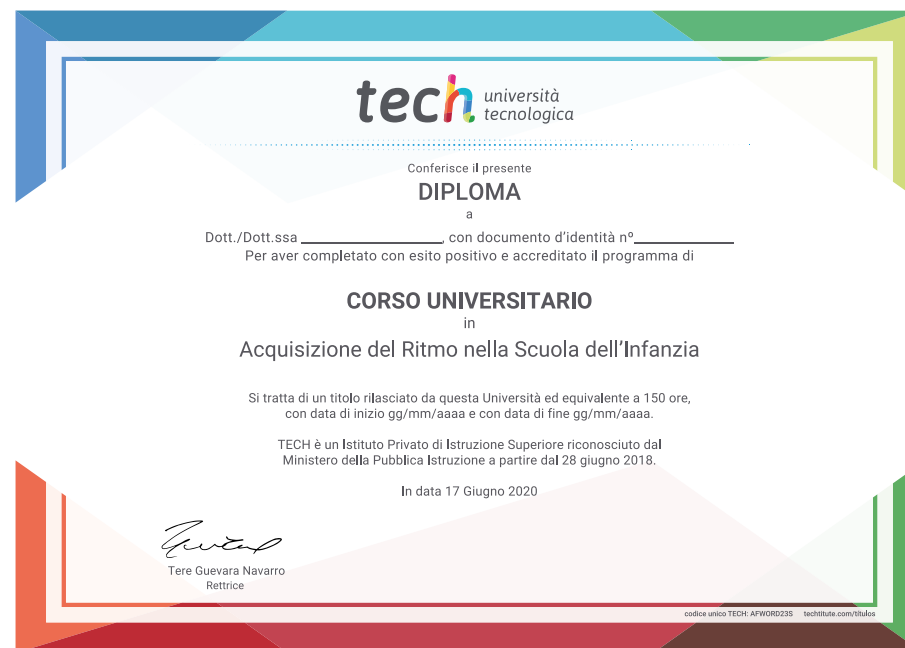 tech università
tecnologica
Conferisce il presente
DIPLOMA
a
Dott./Dott.ssa ____________________, con documento d'identità nº______________
Per aver completato con esito positivo e accreditato il programma di
CORSO UNIVERSITARIO
in
Acquisizione del Ritmo nella Scuola dell'Infanzia
Si tratta di un titolo rilasciato da questa Università ed equivalente a 150 ore,
con data di inizio gg/mm/aaaa e con data di fine gg/mm/aaaa.
TECH è un Istituto Privato di Istruzione Superiore riconosciuto dal
Ministero della Pubblica Istruzione a partire dal 28 giugno 2018.
In data 17 Giugno 2020
Tere Guevara Navarro
Rettrice
codice unico TECH: AFWORD23S techtitute.com/titulos